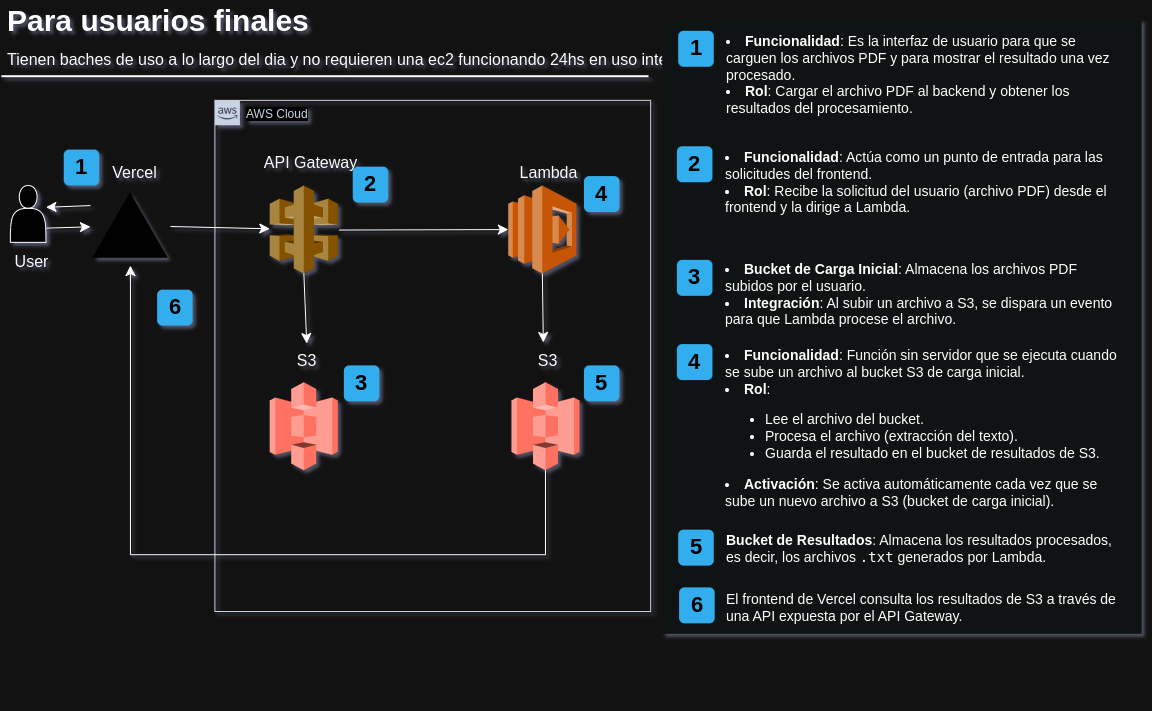 Para usuarios finales
Tienen baches de uso a lo largo del dia y no requieren una ec2 funcionando 24hs en uso inte
aws
AWS Cloud
1
Vercel
User
API Gateway
2
Lambda
4
6
S3
3
S3
5
1
• Funcionalidad: Es la interfaz de usuario para que se
carguen los archivos PDF y para mostrar el resultado una vez
procesado.
• Rol: Cargar el archivo PDF al backend y obtener los
resultados del procesamiento.
2
• Funcionalidad: Actúa como un punto de entrada para las
solicitudes del frontend.
• Rol: Recibe la solicitud del usuario (archivo PDF) desde el
frontend y la dirige a Lambda.
3
• Bucket de Carga Inicial: Almacena los archivos PDF
subidos por el usuario.
• Integración: Al subir un archivo a S3, se dispara un evento
para que Lambda procese el archivo.
4
• Funcionalidad: Función sin servidor que se ejecuta cuando
se sube un archivo al bucket S3 de carga inicial.
• Rol:
• Lee el archivo del bucket.
• Procesa el archivo (extracción del texto).
• Guarda el resultado en el bucket de resultados de S3.
• Activación: Se activa automáticamente cada vez que se
sube un nuevo archivo a S3 (bucket de carga inicial).
5
Bucket de Resultados: Almacena los resultados procesados,
es decir, los archivos .txt generados por Lambda.
6
El frontend de Vercel consulta los resultados de S3 a través de
una API expuesta por el API Gateway.